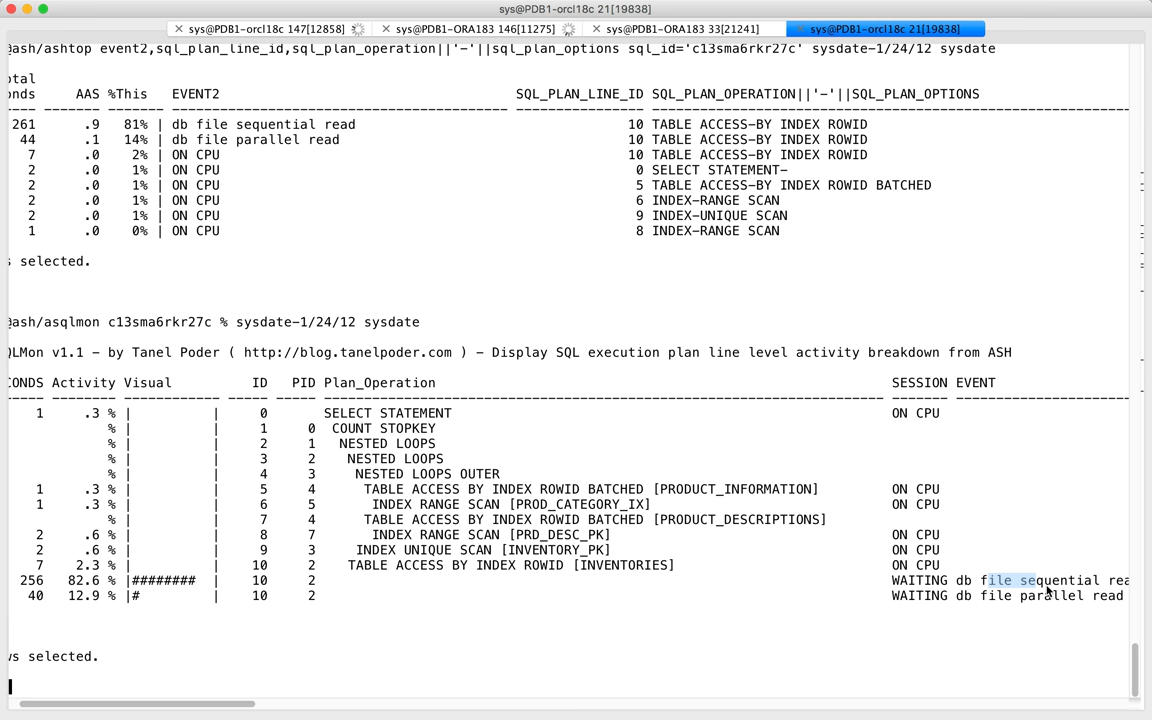 sys@PDB1-orcl18c 21[19838]
sys@PDB1-orcl18c 147[12858] sys@PDB1-ORA183 146[11275] sys@PDB1-ORA183 33[21241] sys@PDB1-orcl18c 21[19838]
@ash/ashtop event2,sql_plan_line_id,sql_plan_operation||'-'||sql_plan_options sql_id='c13sma6rkr27c' sysdate-1/24/12 sysdate
otal
onds AAS %This EVENT2 SQL_PLAN_LINE_ID SQL_PLAN_OPERATION||'-'||SQL_PLAN_OPTIONS
261 .9 81% | db file sequential read 10 TABLE ACCESS-BY INDEX ROWID
44 .1 14% | db file parallel read 10 TABLE ACCESS-BY INDEX ROWID
7 .0 2% | ON CPU 10 TABLE ACCESS-BY INDEX ROWID
2 .0 1% | ON CPU 0 SELECT STATEMENT-
2 .0 1% | ON CPU 5 TABLE ACCESS-BY INDEX ROWID BATCHED
2 .0 1% | ON CPU 6 INDEX-RANGE SCAN
2 .0 1% | ON CPU 9 INDEX-UNIQUE SCAN
1 .0 0% | ON CPU 8 INDEX-RANGE SCAN
s selected.
@ash/asqlmon c13sma6rkr27c % sysdate-1/24/12 sysdate
QLMon v1.1 - by Tanel Poder ( http://blog.tanelpoder.com ) - Display SQL execution plan line level activity breakdown from ASH
CONDS Activity Visual ID PID Plan_Operation SESSION EVENT
1 .3 % | | 0 SELECT STATEMENT ON CPU
% | | 1 0 COUNT STOPKEY
% | | 2 1 NESTED LOOPS
% | | 3 2 NESTED LOOPS
% | | 4 3 NESTED LOOPS OUTER
1 .3 % | | 5 4 TABLE ACCESS BY INDEX ROWID BATCHED [PRODUCT_INFORMATION] ON CPU
1 .3 % | | 6 5 INDEX RANGE SCAN [PROD_CATEGORY_IX] ON CPU
% | | 7 4 TABLE ACCESS BY INDEX ROWID BATCHED [PRODUCT_DESCRIPTIONS]
2 .6 % | | 8 7 INDEX RANGE SCAN [PRD_DESC_PK] ON CPU
2 .6 % | | 9 3 INDEX UNIQUE SCAN [INVENTORY_PK] ON CPU
7 2.3 % | | 10 2 TABLE ACCESS BY INDEX ROWID [INVENTORIES] ON CPU
256 82.6 % |######## | 10 2 WAITING db file sequential rea
40 12.9 % |# | 10 2 WAITING db file parallel read
ws selected.